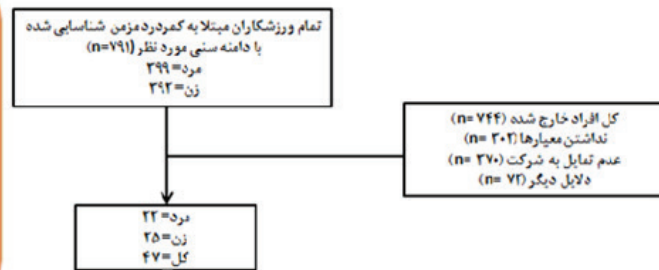 تمام ورزشکاران مبتلا به کمردرد مزمن شناسایی شده
با دامنه سنی مورد نظر (n=۷۹۱)
مرد= ۳۹۹
زن= ۳۹۲
کل افراد خارج شده (n= ۷۴۴)
نداشتن معیارها (n= ۳۰۲)
عدم تمایل به شرکت (n= ۳۷۰)
دلایل دیگر (n= ۷۲)
مرد= ۲۲
زن= ۲۵
کل= ۴۷